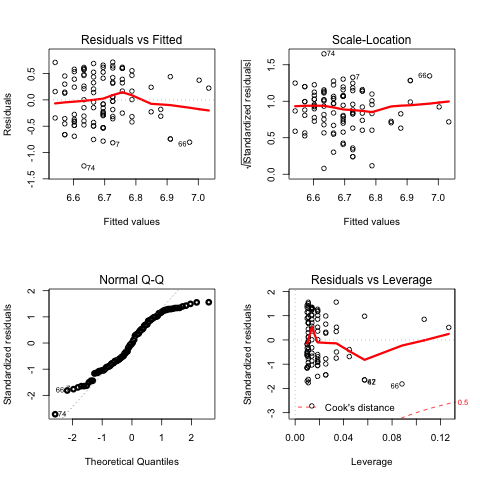 Residuals vs Fitted
Residuals
0.5
0.0
-0.5
-1.0
-1.5
74
7
66
6.6 6.7 6.8 6.9 7.0
Fitted values
Scale-Location
√|Standardized residuals|
1.5
1.0
0.5
0.0
74
7
66
6.6 6.7 6.8 6.9 7.0
Fitted values
Normal Q-Q
Standardized residuals
2
1
0
-1
-2
66
74
-2 -1 0 1 2
Theoretical Quantiles
Residuals vs Leverage
Standardized residuals
2
1
0
-1
-2
-3
66
Cook's distance
0.5
0.00 0.04 0.08 0.12
Leverage